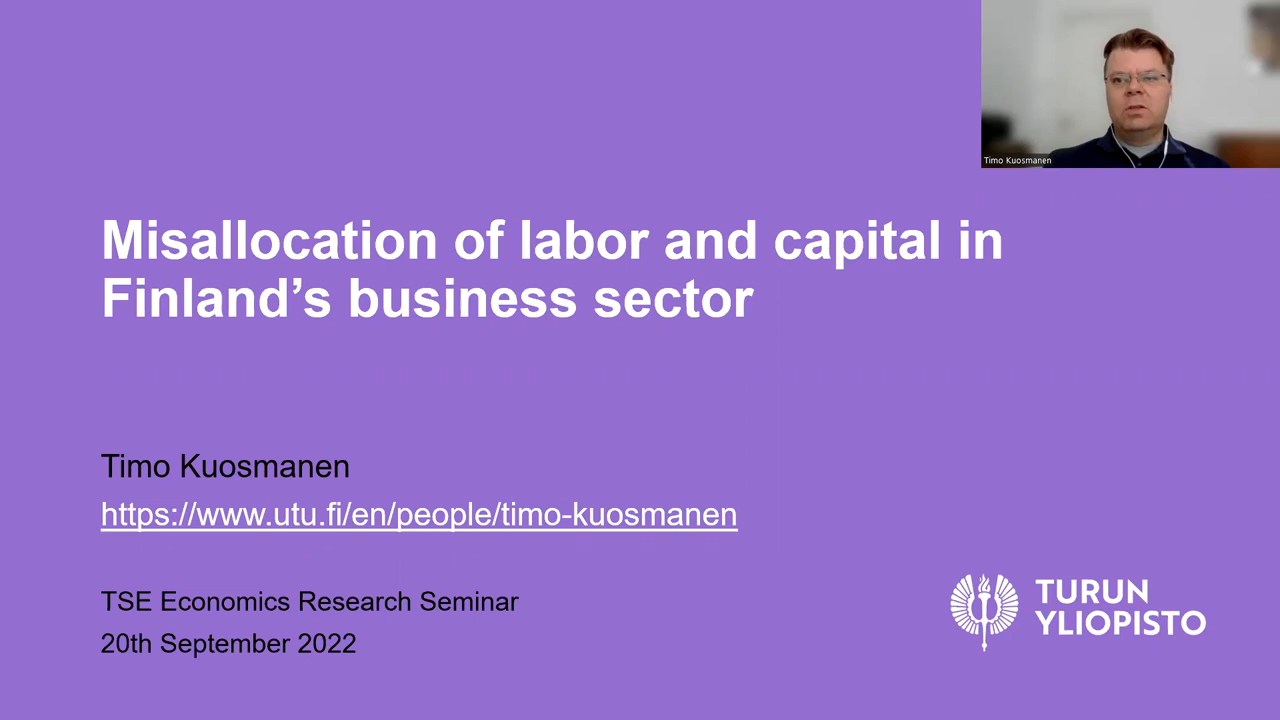 Timo Kuosmanen
Misallocation of labor and capital in
Finland’s business sector
Timo Kuosmanen
https://www.utu.fi/en/people/timo-kuosmanen
TSE Economics Research Seminar
20th September 2022
TURUN
YLIOPISTO